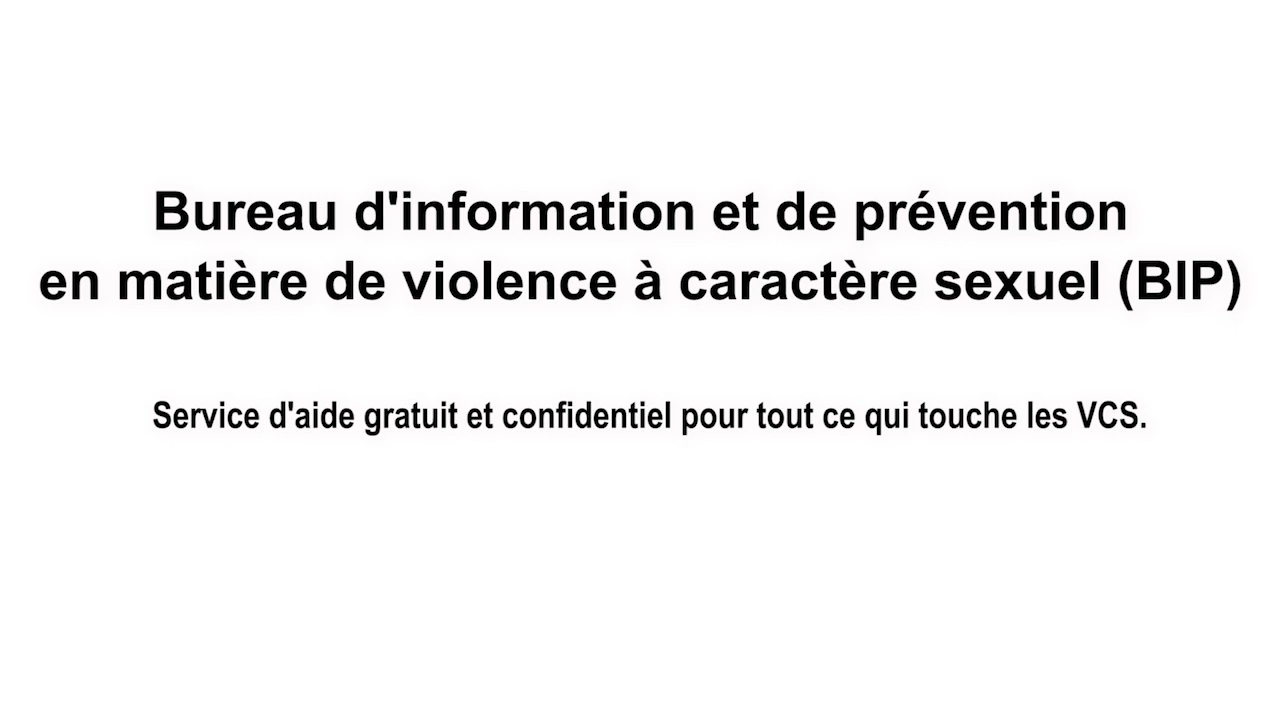 Bureau d'information et de prévention
en matière de violence à caractère sexuel (BIP)
Service d'aide gratuit et confidentiel pour tout ce qui touche les VCS.